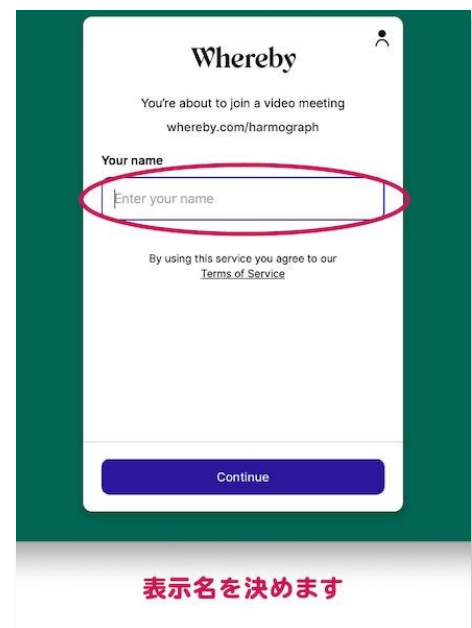 Whereby
You're about to join a video meeting
whereby.com/harmograph
Your name
Enter your name
By using this service you agree to our
Terms of Service
Continue
表示名を決めます